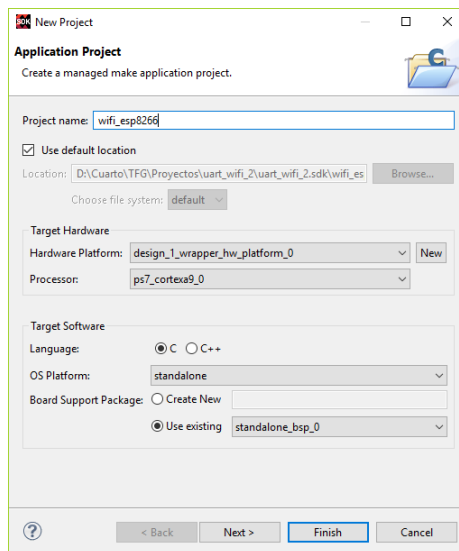 SDK New Project
Application Project
Create a managed make application project.
C
Project name: wifi_esp8266
Use default location
Location: D:\Cuarto\TFG\Proyectos\uart_wifi_2\uart_wifi_2.sdk\wifi_es Browse...
Choose file system: default
Target Hardware
Hardware Platform: design_1_wrapper_hw_platform_0 New
Processor: ps7_cortexa9_0
Target Software
Language: C C++
OS Platform: standalone
Board Support Package: Create New
Use existing standalone_bsp_0
? < Back Next > Finish Cancel